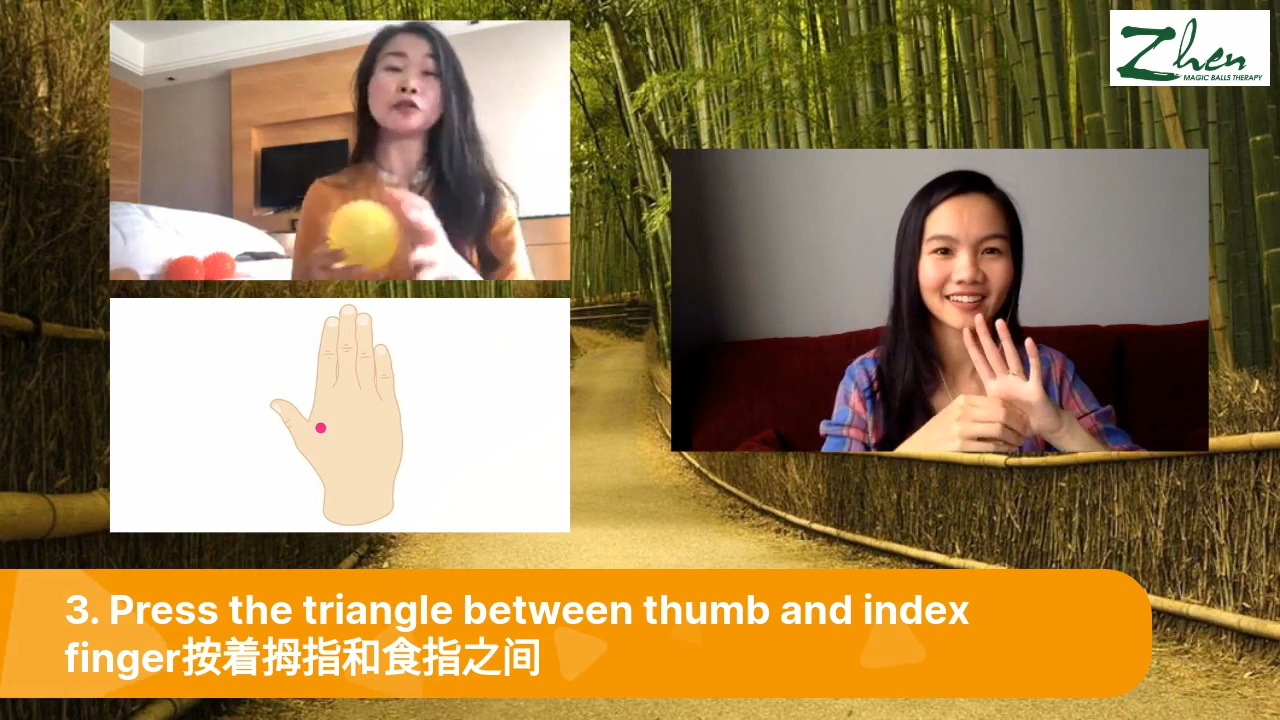 Zhen
MAGIC BALLS THERAPY
3. Press the triangle between thumb and index
finger按着拇指和食指之间